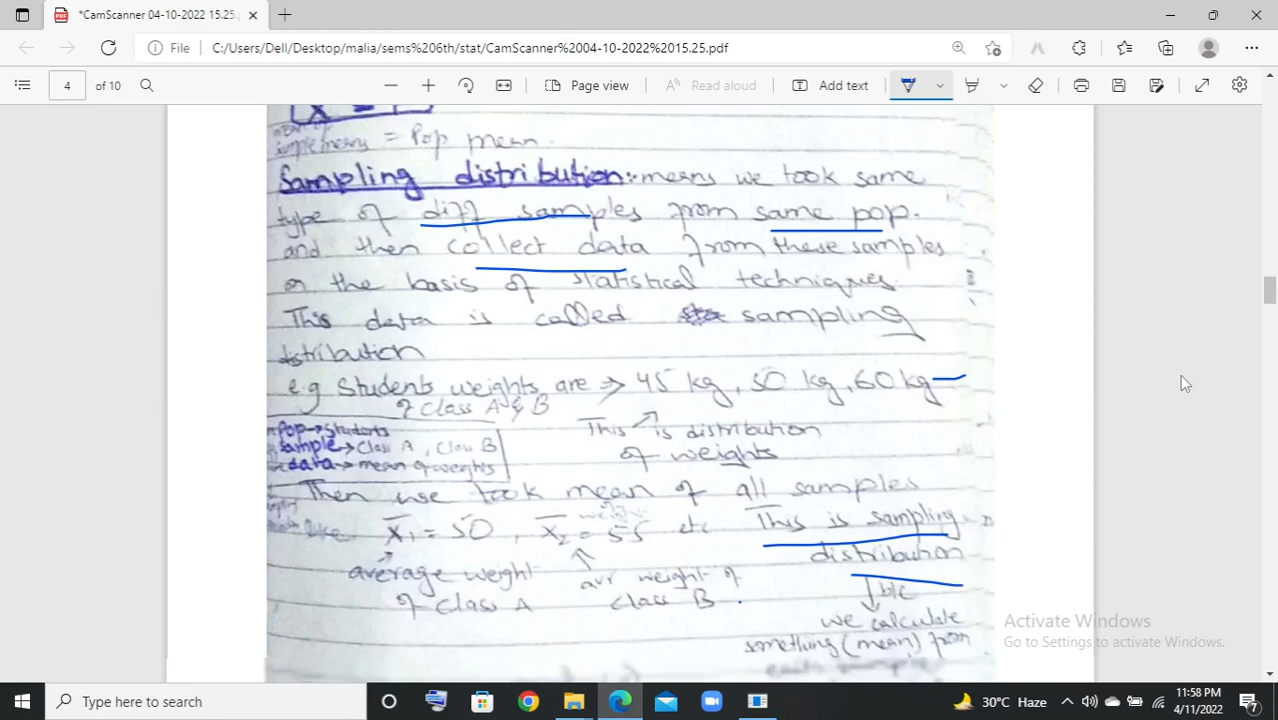 *CamScanner 04-10-2022 15.25.
File C:/Users/Dell/Desktop/malia/sems%206th/stat/CamScanner%2004-10-2022%2015.25.pdf
4 of 10 Page view Read aloud Add text
= Pop mean.
Sampling distribution:- means we took same
type of diff samples from same pop.
and then collect data from these samples
on the basis of statistical techniques.
This data is called sampling
distribution
e.g Students weights are ⇒ 45 kg, 50 kg, 60 kg
of Class A & B
This is distribution
of weights
pop → students
sample → Class A, Class B
data → mean of weights
Then we took mean of all samples
like X̄₁ = 50, X̄₂ = 55 etc This is sampling
distribution
average weight
of Class A
avr weight of
class B.
b/c
we calculate
something (mean) from
each sample
Activate Windows
Go to Settings to activate Windows.
Type here to search
30°C Haze
11:58 PM
4/11/2022
7